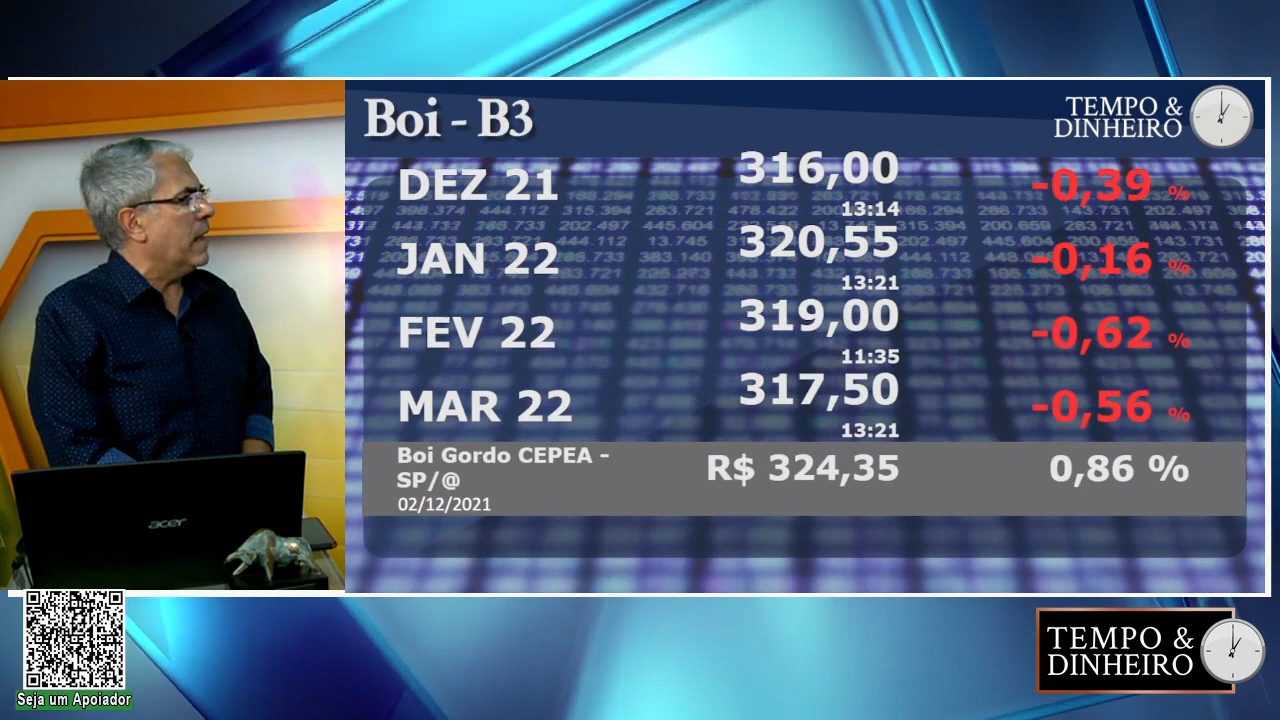 Boi - B3
TEMPO &
DINHEIRO
DEZ 21
316,00
13:14
-0,39 %
JAN 22
320,55
13:21
-0,16 %
FEV 22
319,00
11:35
-0,62 %
MAR 22
317,50
13:21
-0,56 %
Boi Gordo CEPEA -
SP/@
02/12/2021
R$ 324,35
0,86 %
acer
Seja um Apoiador
TEMPO &
DINHEIRO